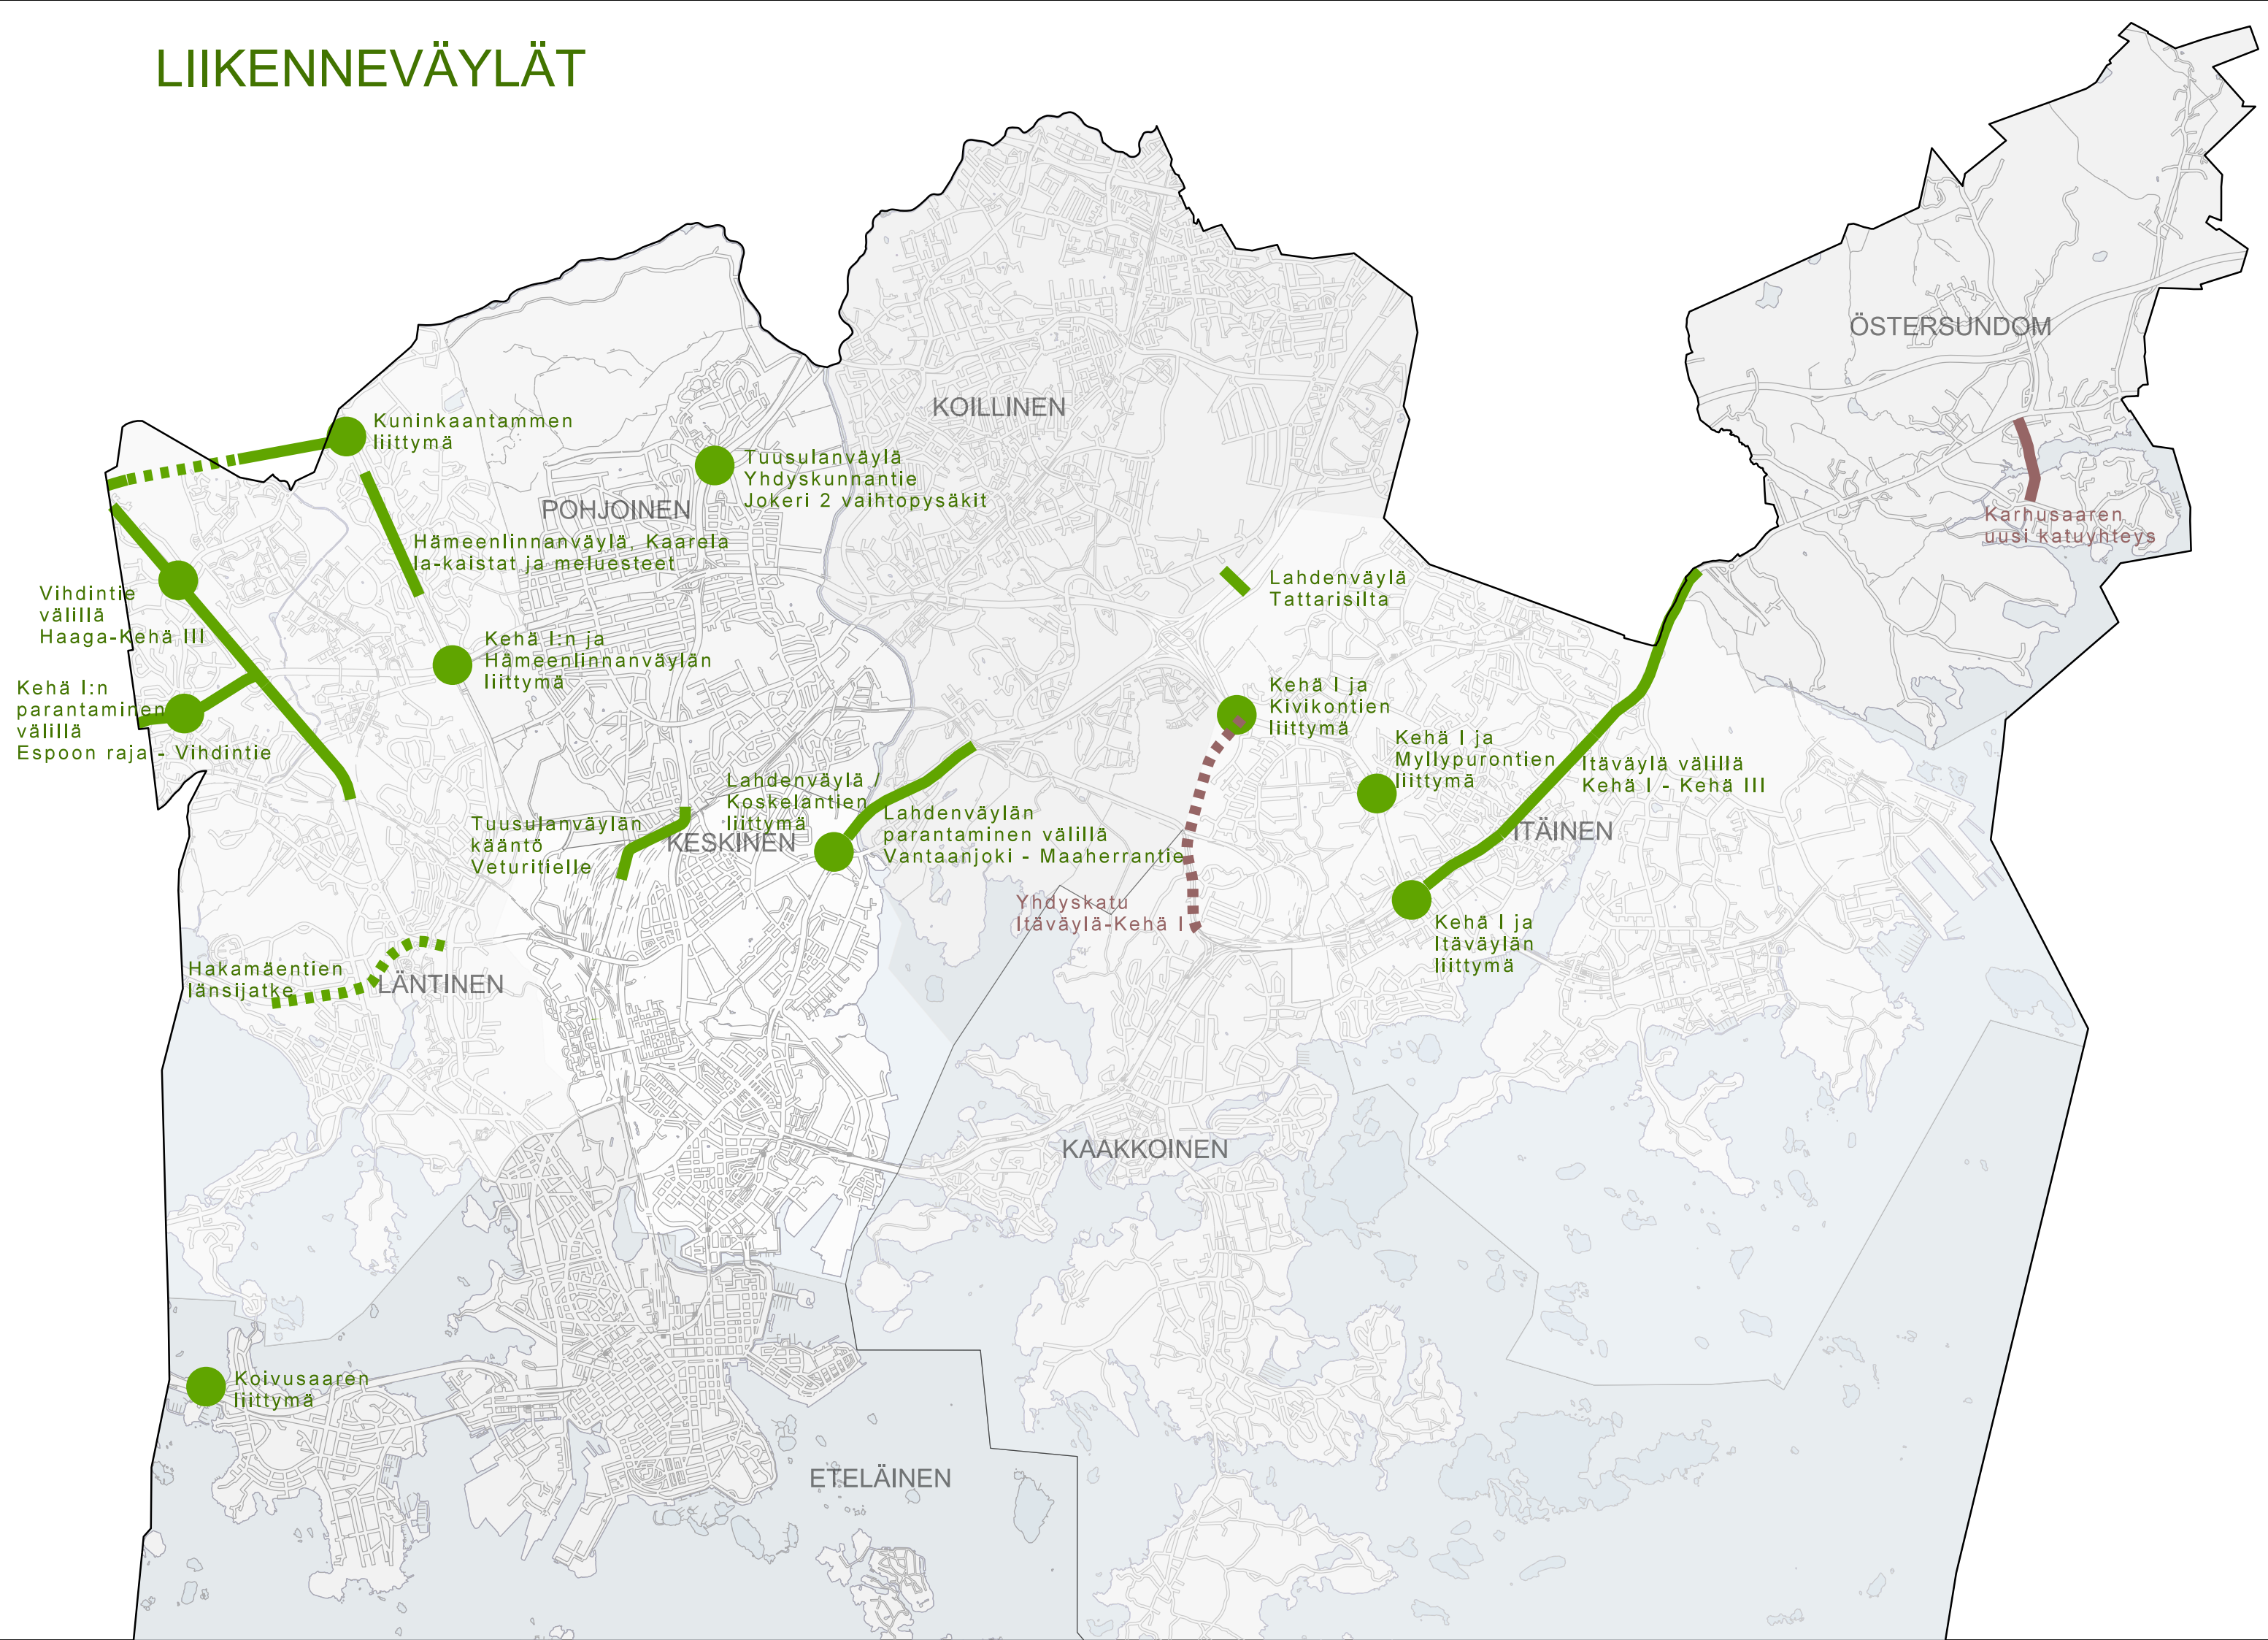 LIIKENNEVÄYLÄT
ÖSTERSUNDOM
KOILLINEN
Kuninkaantammen
liittymä
Tuusulanväylä
Yhdyskunnantie
Jokeri 2 vaihtopysäkit
POHJOINEN
Karhusaaren
uusi katuyhteys
Hämeenlinnanväylä, Kaarela
la-kaistat ja meluesteet
Lahdenväylä
Tattarisilta
Vihdintie
välillä
Haaga-Kehä III
Kehä I:n ja
Hämeenlinnanväylän
liittymä
Kehä I:n
parantaminen
välillä
Espoon raja - Vihdintie
Kehä I ja
Kivikontien
liittymä
Kehä I ja
Myllypurontien
liittymä
Itäväylä välillä
Kehä I - Kehä III
Lahdenväylä /
Koskelantien
liittymä
Lahdenväylän
parantaminen välillä
Vantaanjoki - Maaherrantie
Tuusulanväylän
kääntö
Veturitielle
KESKINEN
ITÄINEN
Yhdyskatu
Itäväylä-Kehä I
Kehä I ja
Itäväylän
liittymä
Hakamäentien
länsijatke
LÄNTINEN
KAAKKOINEN
Koivusaaren
liittymä
ETELÄINEN